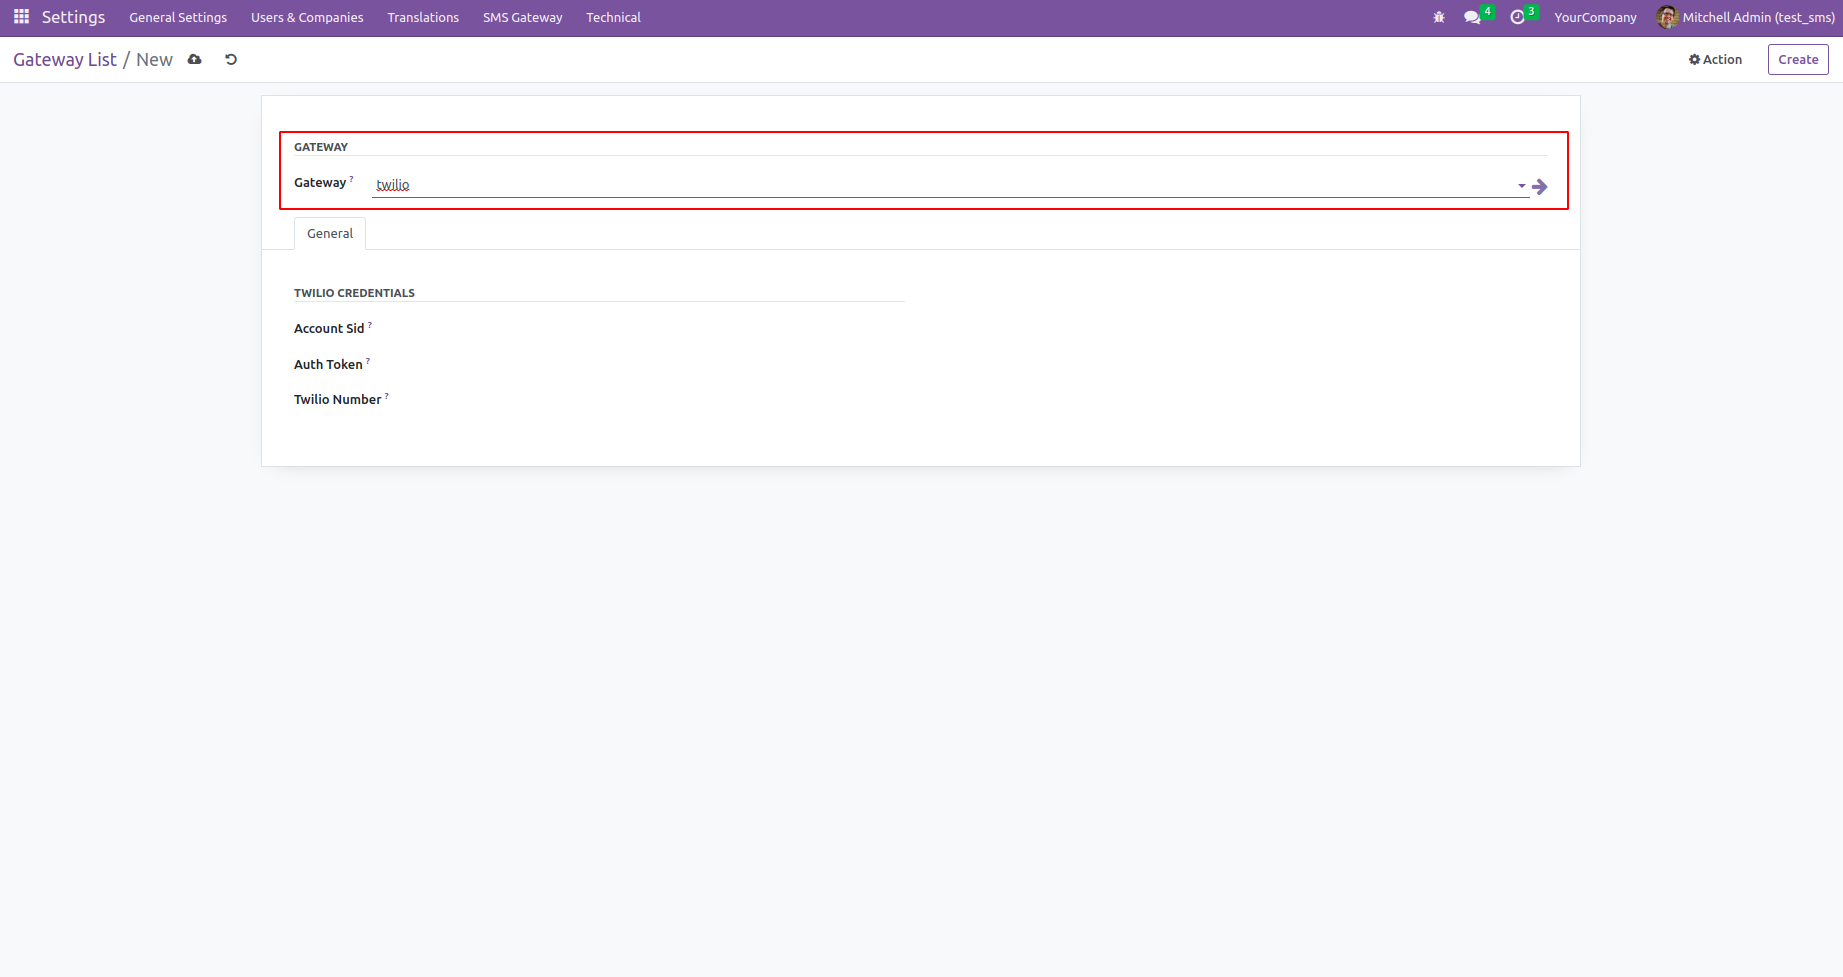 Settings General Settings Users & Companies Translations SMS Gateway Technical 4 3 YourCompany Mitchell Admin (test_sms)
Gateway List / New Action Create
GATEWAY
Gateway ? twilio
General
TWILIO CREDENTIALS
Account Sid ?
Auth Token ?
Twilio Number ?